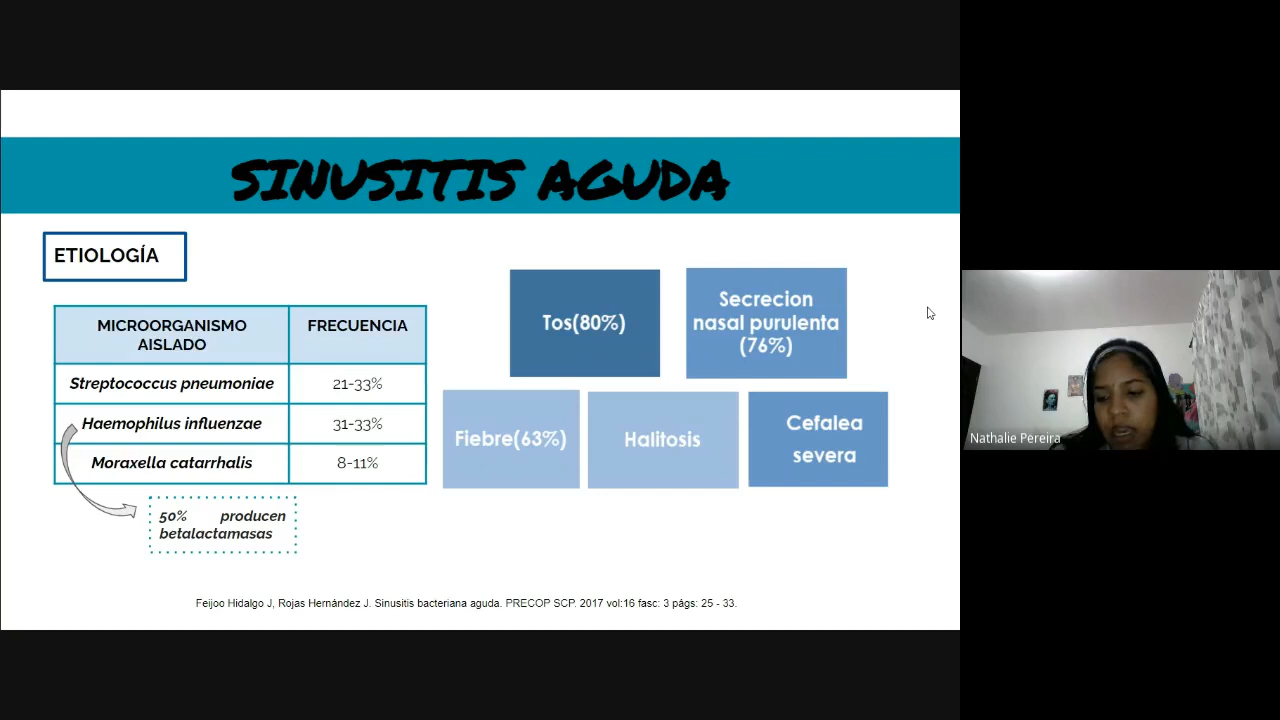 SINUSITIS AGUDA
ETIOLOGÍA
MICROORGANISMO
AISLADO
FRECUENCIA
Streptococcus pneumoniae
21-33%
Haemophilus influenzae
31-33%
Moraxella catarrhalis
8-11%
50% producen
betalactamasas
Tos(80%)
Secrecion
nasal purulenta
(76%)
Fiebre(63%)
Halitosis
Cefalea
severa
Feijoo Hidalgo J, Rojas Hernández J. Sinusitis bacteriana aguda. PRECOP SCP. 2017 vol:16 fasc: 3 págs: 25 - 33.
Nathalie Pereira